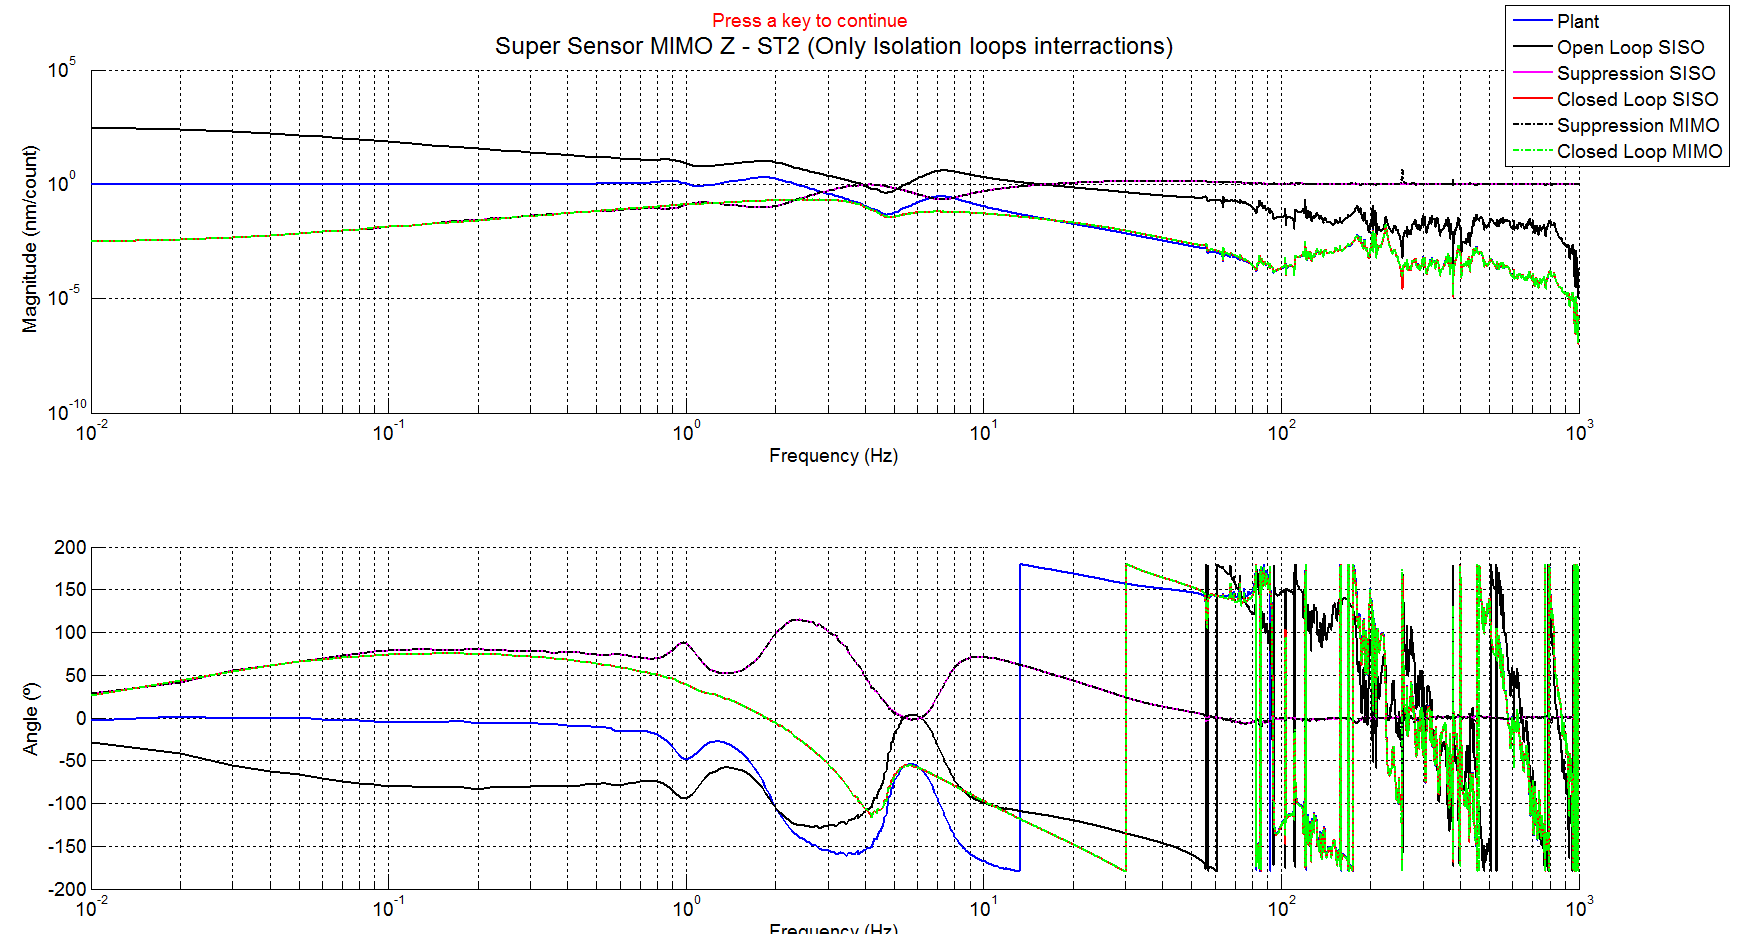 Press a key to continue
Super Sensor MIMO Z - ST2 (Only Isolation loops interractions)
Plant
Open Loop SISO
Suppression SISO
Closed Loop SISO
Suppression MIMO
Closed Loop MIMO
Magnitude (nm/count)
10^5
10^0
10^-5
10^-10
10^-2 10^-1 10^0 10^1 10^2 10^3
Frequency (Hz)
Angle (º)
200
150
100
50
0
-50
-100
-150
-200
10^-2 10^-1 10^0 10^1 10^2 10^3
Frequency (Hz)